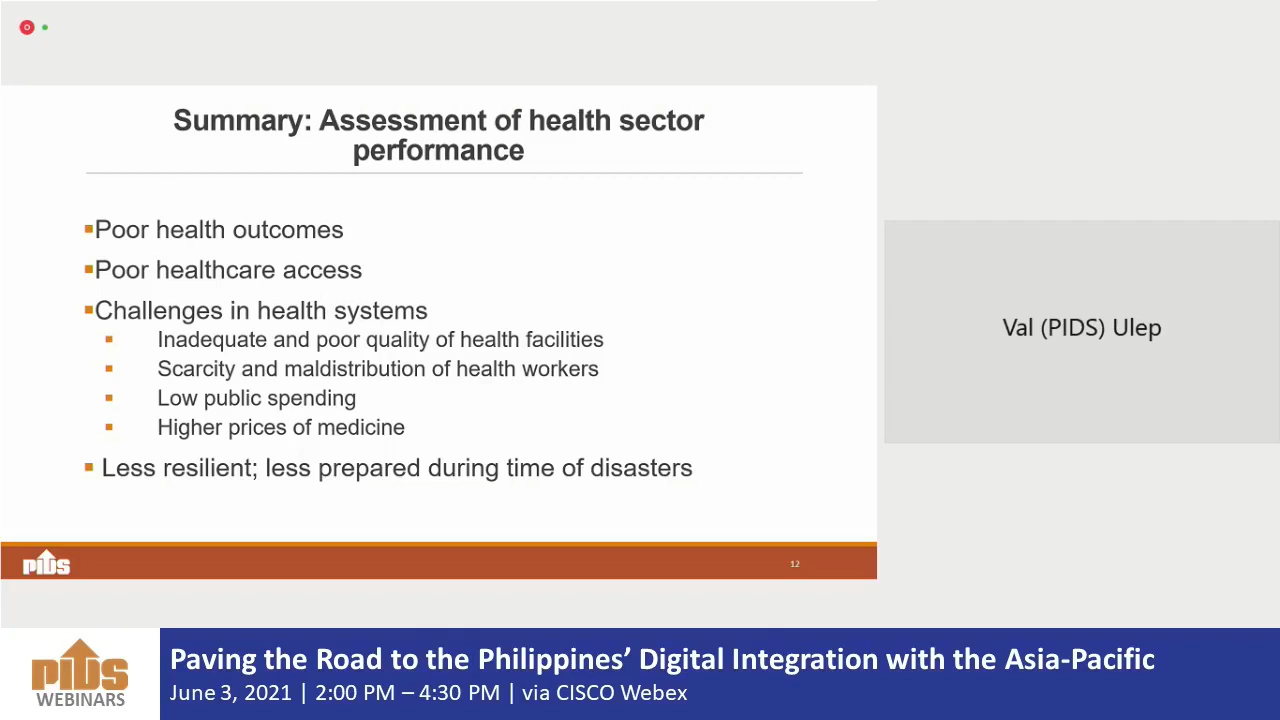 Summary: Assessment of health sector
performance
Poor health outcomes
Poor healthcare access
Challenges in health systems
Inadequate and poor quality of health facilities
Scarcity and maldistribution of health workers
Low public spending
Higher prices of medicine
Less resilient; less prepared during time of disasters
PIDS
12
Val (PIDS) Ulep
PIDS
WEBINARS
Paving the Road to the Philippines’ Digital Integration with the Asia-Pacific
June 3, 2021 | 2:00 PM – 4:30 PM | via CISCO Webex